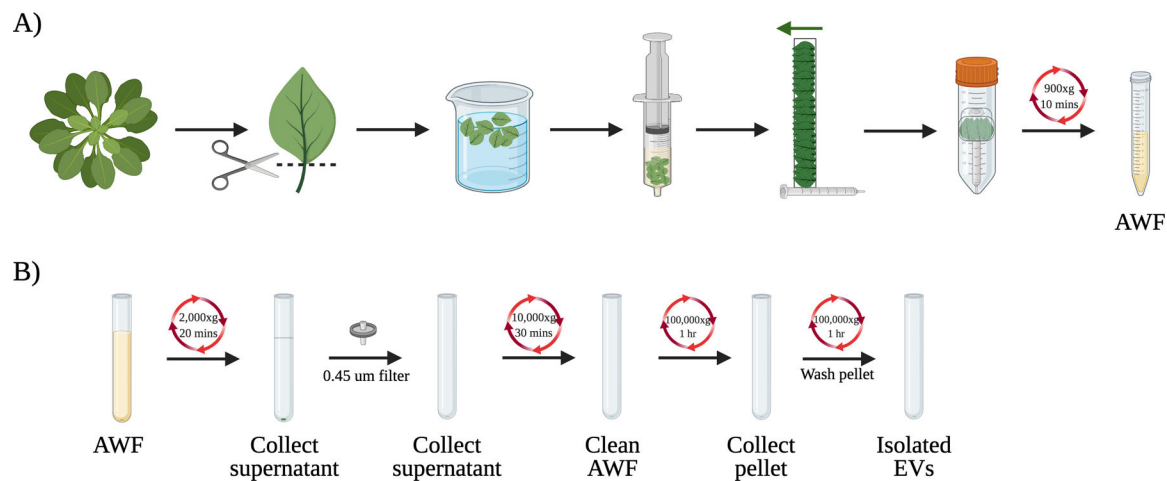 A)
900xg
10 mins
AWF
B)
2,000xg
20 mins
0.45 um filter
10,000xg
30 mins
100,000xg
1 hr
100,000xg
1 hr
Wash pellet
AWF
Collect
supernatant
Collect
supernatant
Clean
AWF
Collect
pellet
Isolated
EVs